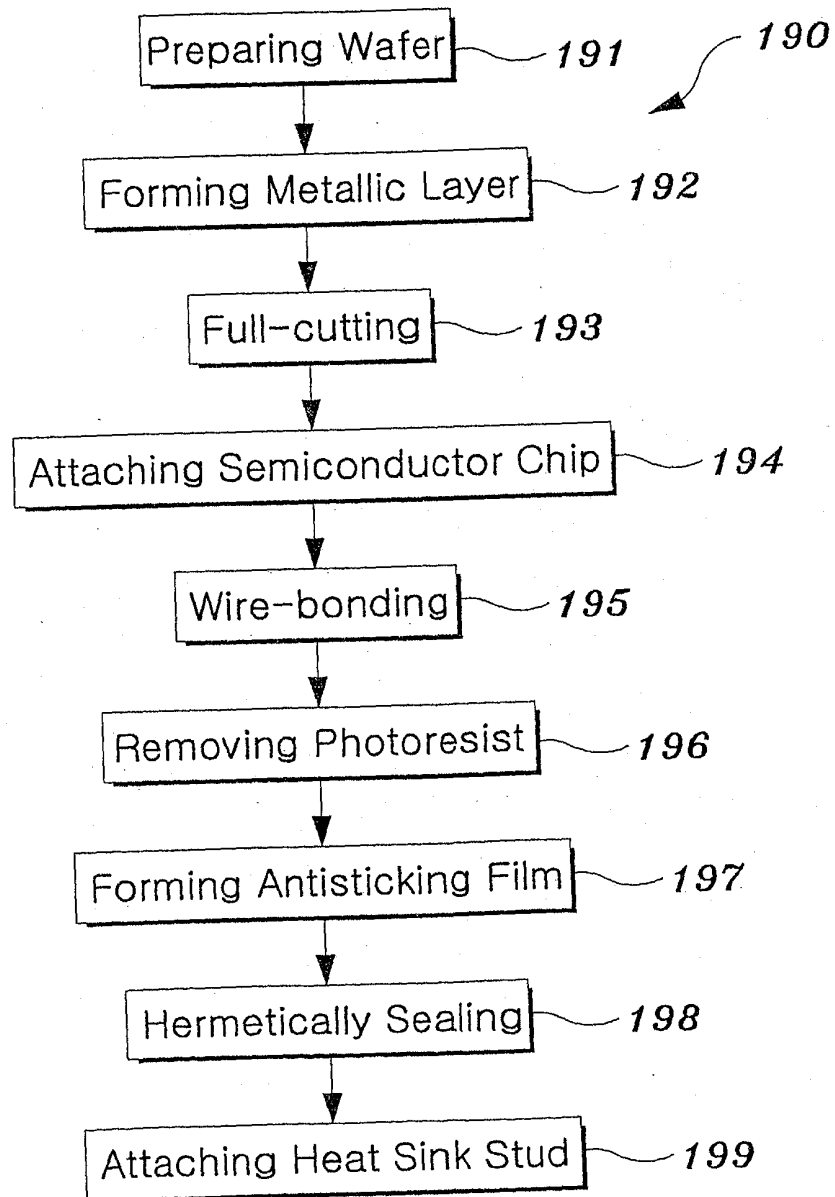 Preparing Wafer 191
190
Forming Metallic Layer 192
Full-cutting 193
Attaching Semiconductor Chip 194
Wire-bonding 195
Removing Photoresist 196
Forming Antisticking Film 197
Hermetically Sealing 198
Attaching Heat Sink Stud 199